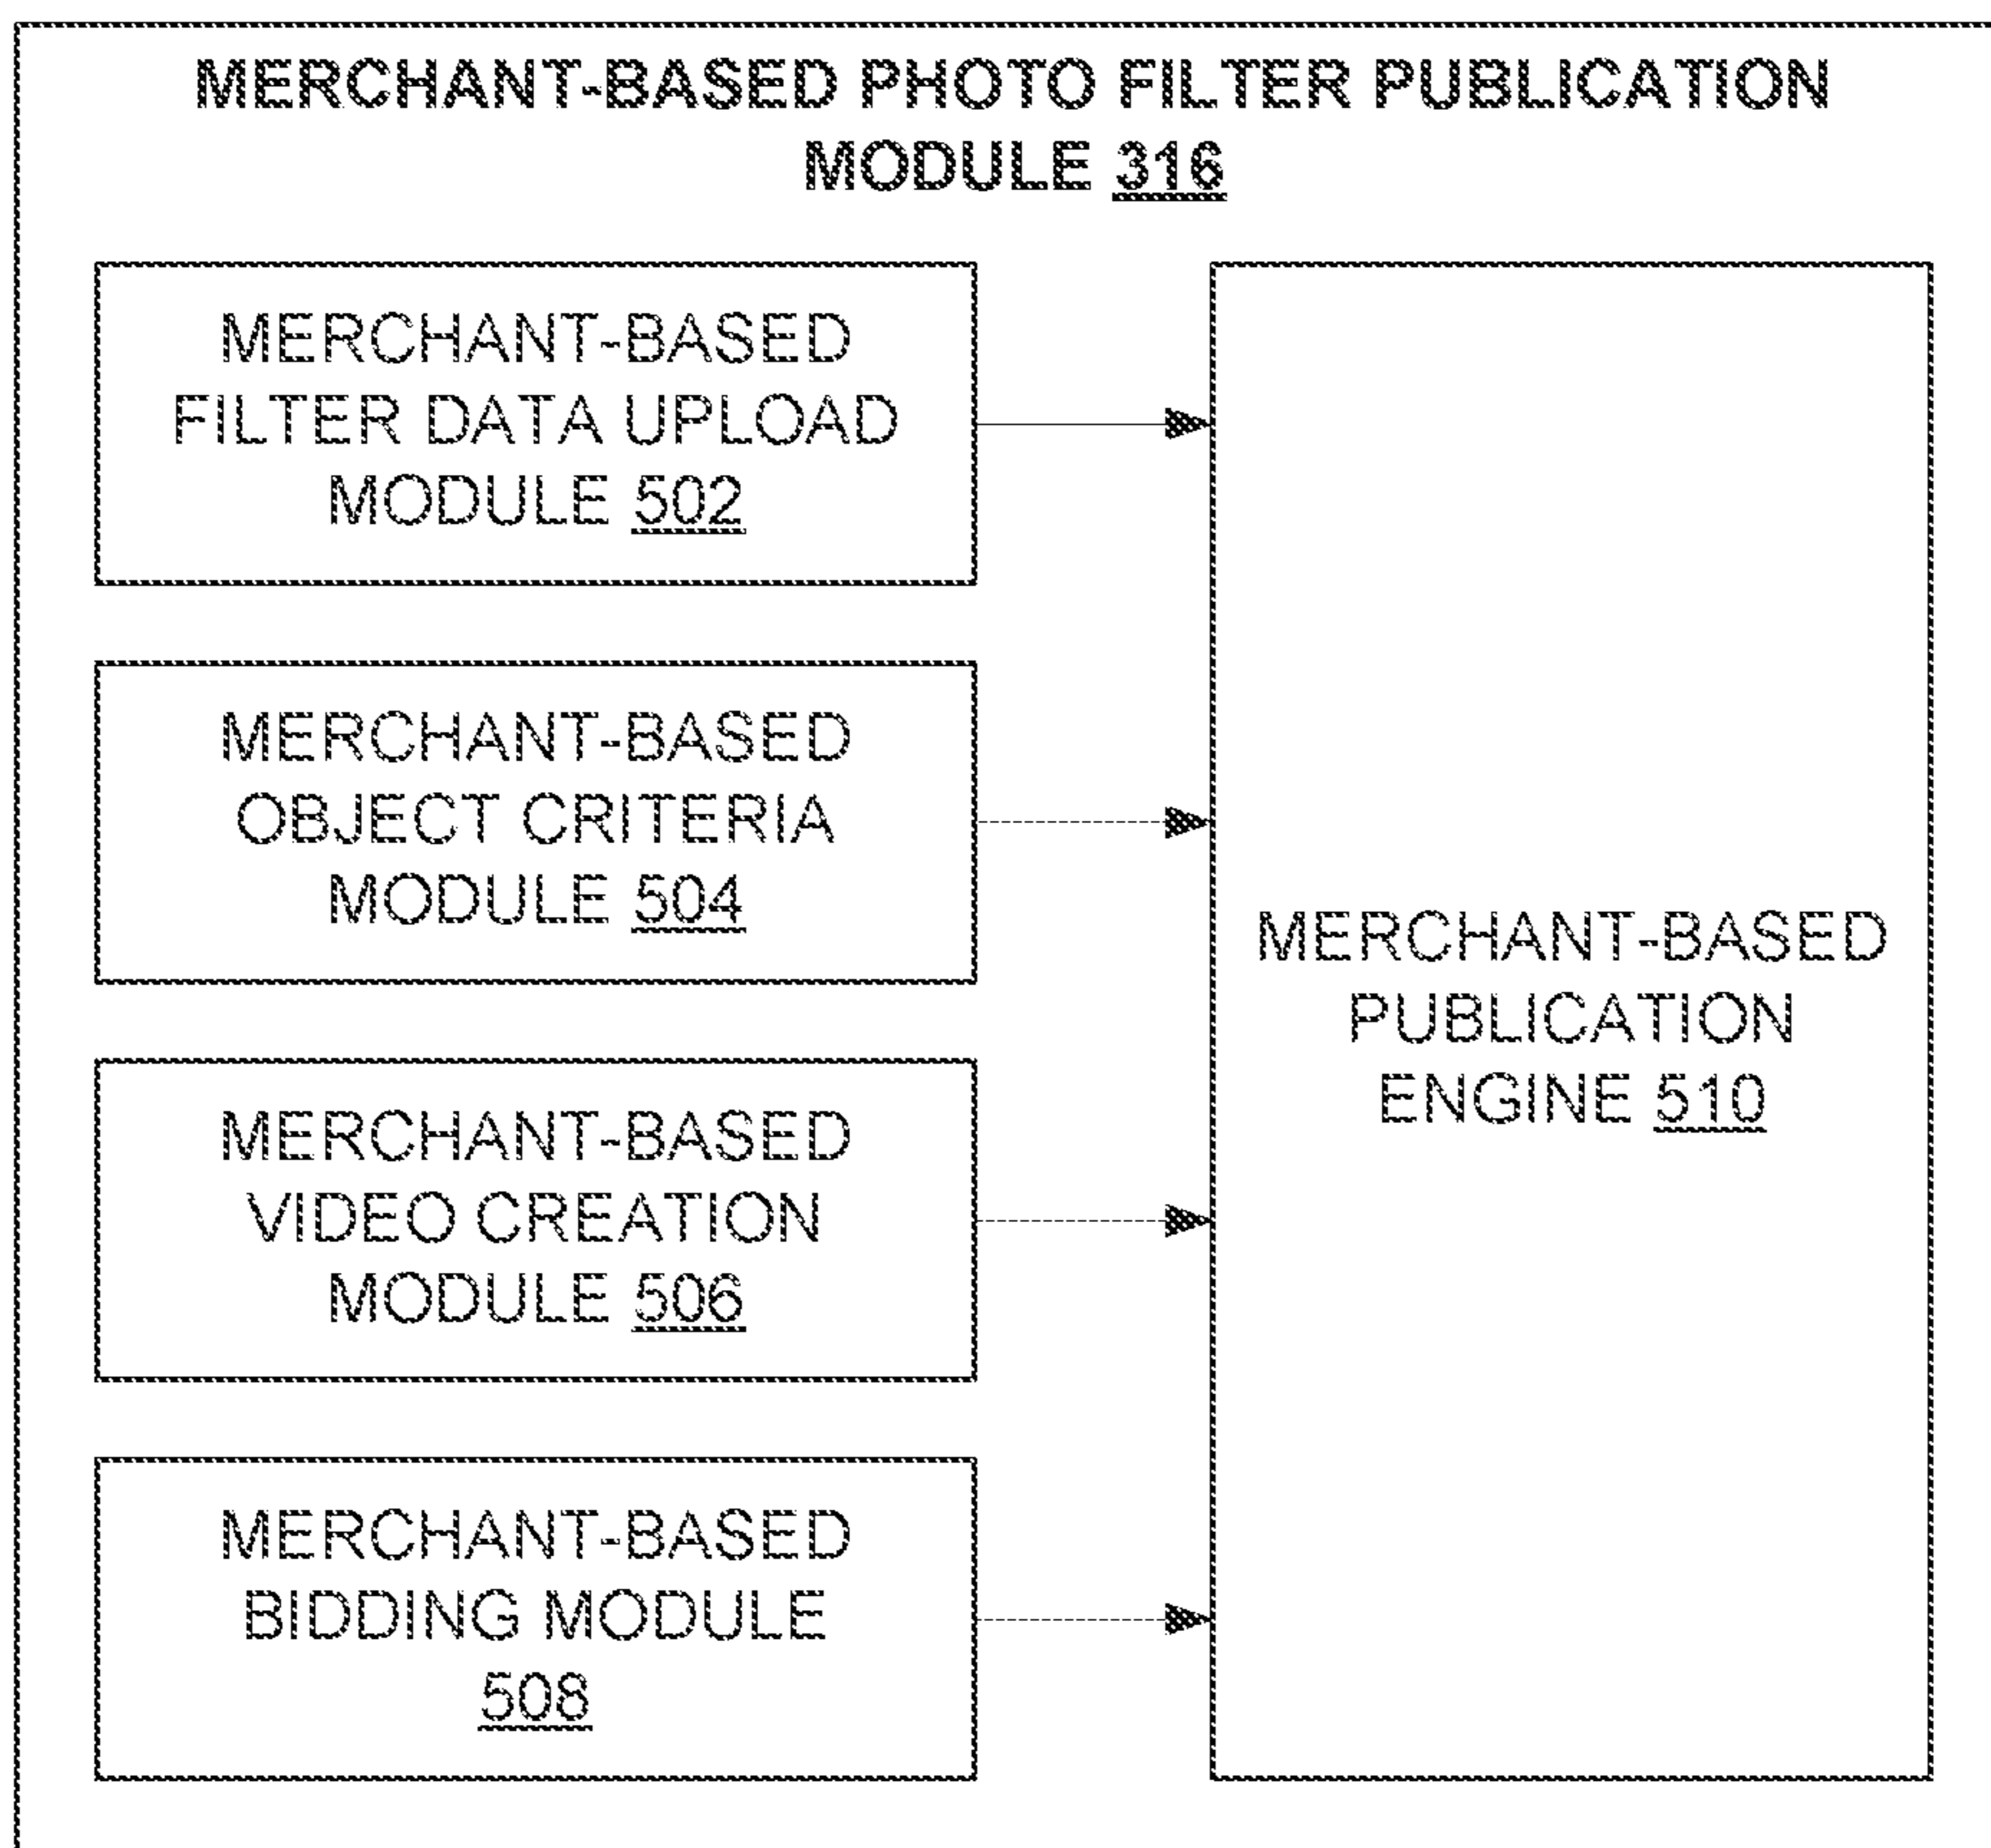 MERCHANT-BASED PHOTO FILTER PUBLICATION
MODULE 316
MERCHANT-BASED
FILTER DATA UPLOAD
MODULE 502
MERCHANT-BASED
OBJECT CRITERIA
MODULE 504
MERCHANT-BASED
VIDEO CREATION
MODULE 506
MERCHANT-BASED
BIDDING MODULE
508
MERCHANT-BASED
PUBLICATION
ENGINE 510